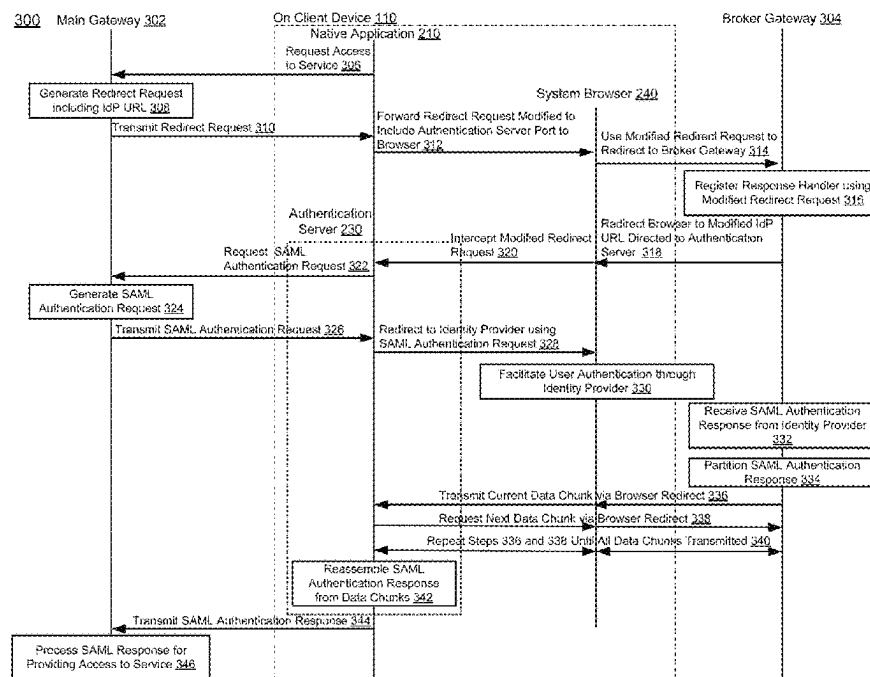 300
Main Gateway 302
On Client Device 110
Broker Gateway 304
Native Application 210
Request Access
to Service 306
Generate Redirect Request
including IdP URL 308
System Browser 240
Transmit Redirect Request 310
Forward Redirect Request Modified to
Include Authentication Server Port to
Browser 312
Use Modified Redirect Request to
Redirect to Broker Gateway 314
Register Response Handler using
Modified Redirect Request 316
Authentication
Server 230
Redirect Browser to Modified IdP
URL Directed to Authentication
Server 318
Intercept Modified Redirect
Request 320
Request SAML
Authentication Request 322
Generate SAML
Authentication Request 324
Transmit SAML Authentication Request 326
Redirect to Identity Provider using
SAML Authentication Request 328
Facilitate User Authentication through
Identity Provider 330
Receive SAML Authentication
Response from Identity Provider
332
Partition SAML Authentication
Response 334
Transmit Current Data Chunk via Browser Redirect 336
Request Next Data Chunk via Browser Redirect 338
Repeat Steps 336 and 338 Until All Data Chunks Transmitted 340
Reassemble SAML
Authentication Response
from Data Chunks 342
Transmit SAML Authentication Response 344
Process SAML Response for
Providing Access to Service 346